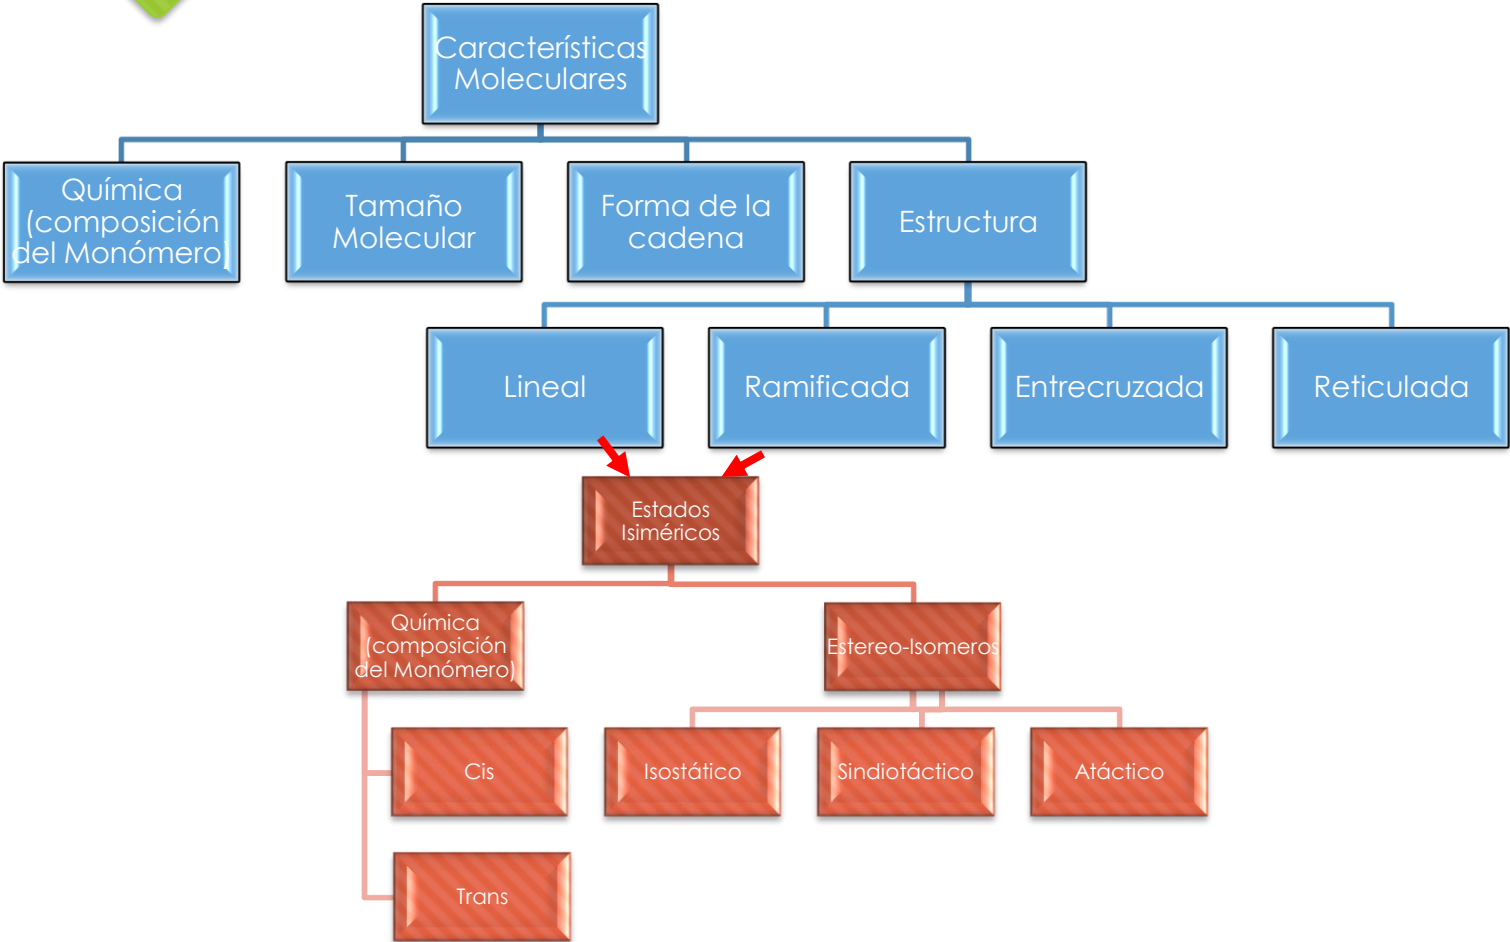 Características
Moleculares
Química
(composición
del Monómero)
Tamaño
Molecular
Forma de la
cadena
Estructura
Lineal
Ramificada
Entrecruzada
Reticulada
Estados
Isiméricos
Química
(composición
del Monómero)
Estereo-Isomeros
Cis
Isostático
Sindiotáctico
Atáctico
Trans